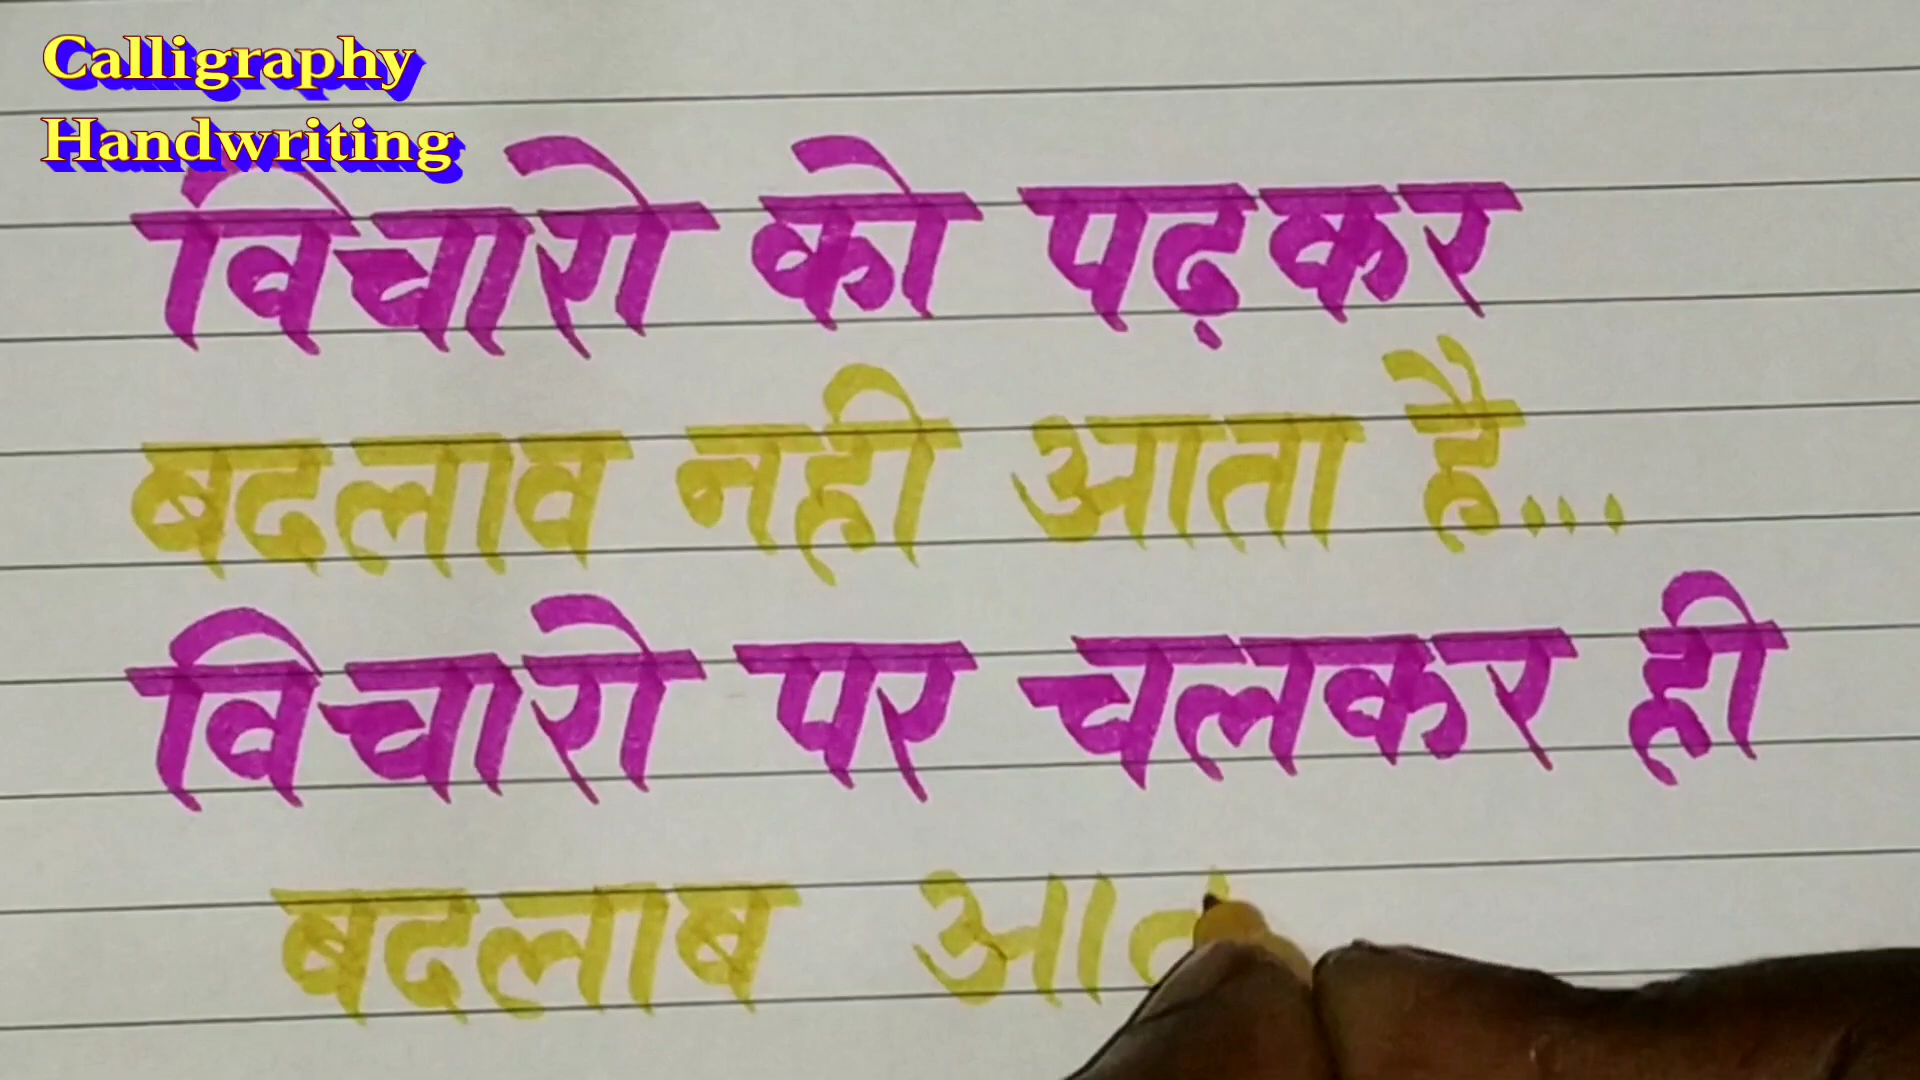 Calligraphy
Handwriting
विचारो को पढ़कर
बदलाव नही आता है...
विचारो पर चलकर ही
बदलाब